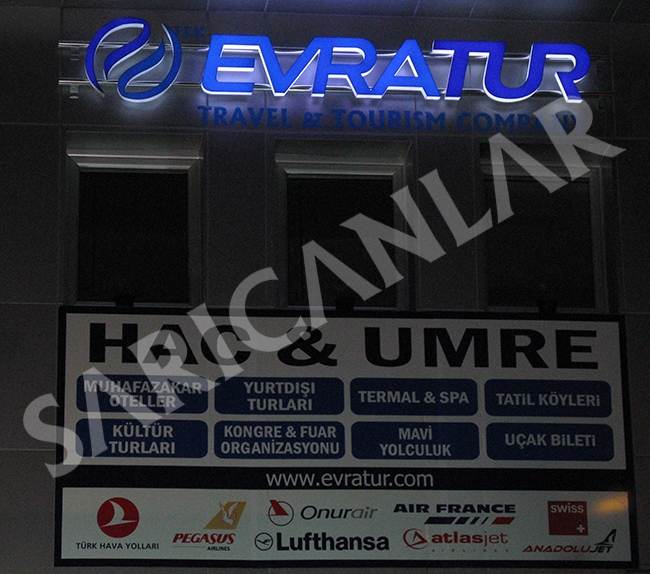 TEK
EVRATUR
TRAVEL & TOURISM COMPANY
SARICANLAR
HAC & UMRE
MUHAFAZAKAR OTELLER
YURTDIŞI TURLARI
TERMAL & SPA
TATİL KÖYLERİ
KÜLTÜR TURLARI
KONGRE & FUAR ORGANİZASYONU
MAVİ YOLCULUK
UÇAK BİLETİ
www.evratur.com
TÜRK HAVA YOLLARI
PEGASUS AIRLINES
Onurair
Lufthansa
AIR FRANCE
atlasjet
AIRLINES
swiss
ANADOLUJET